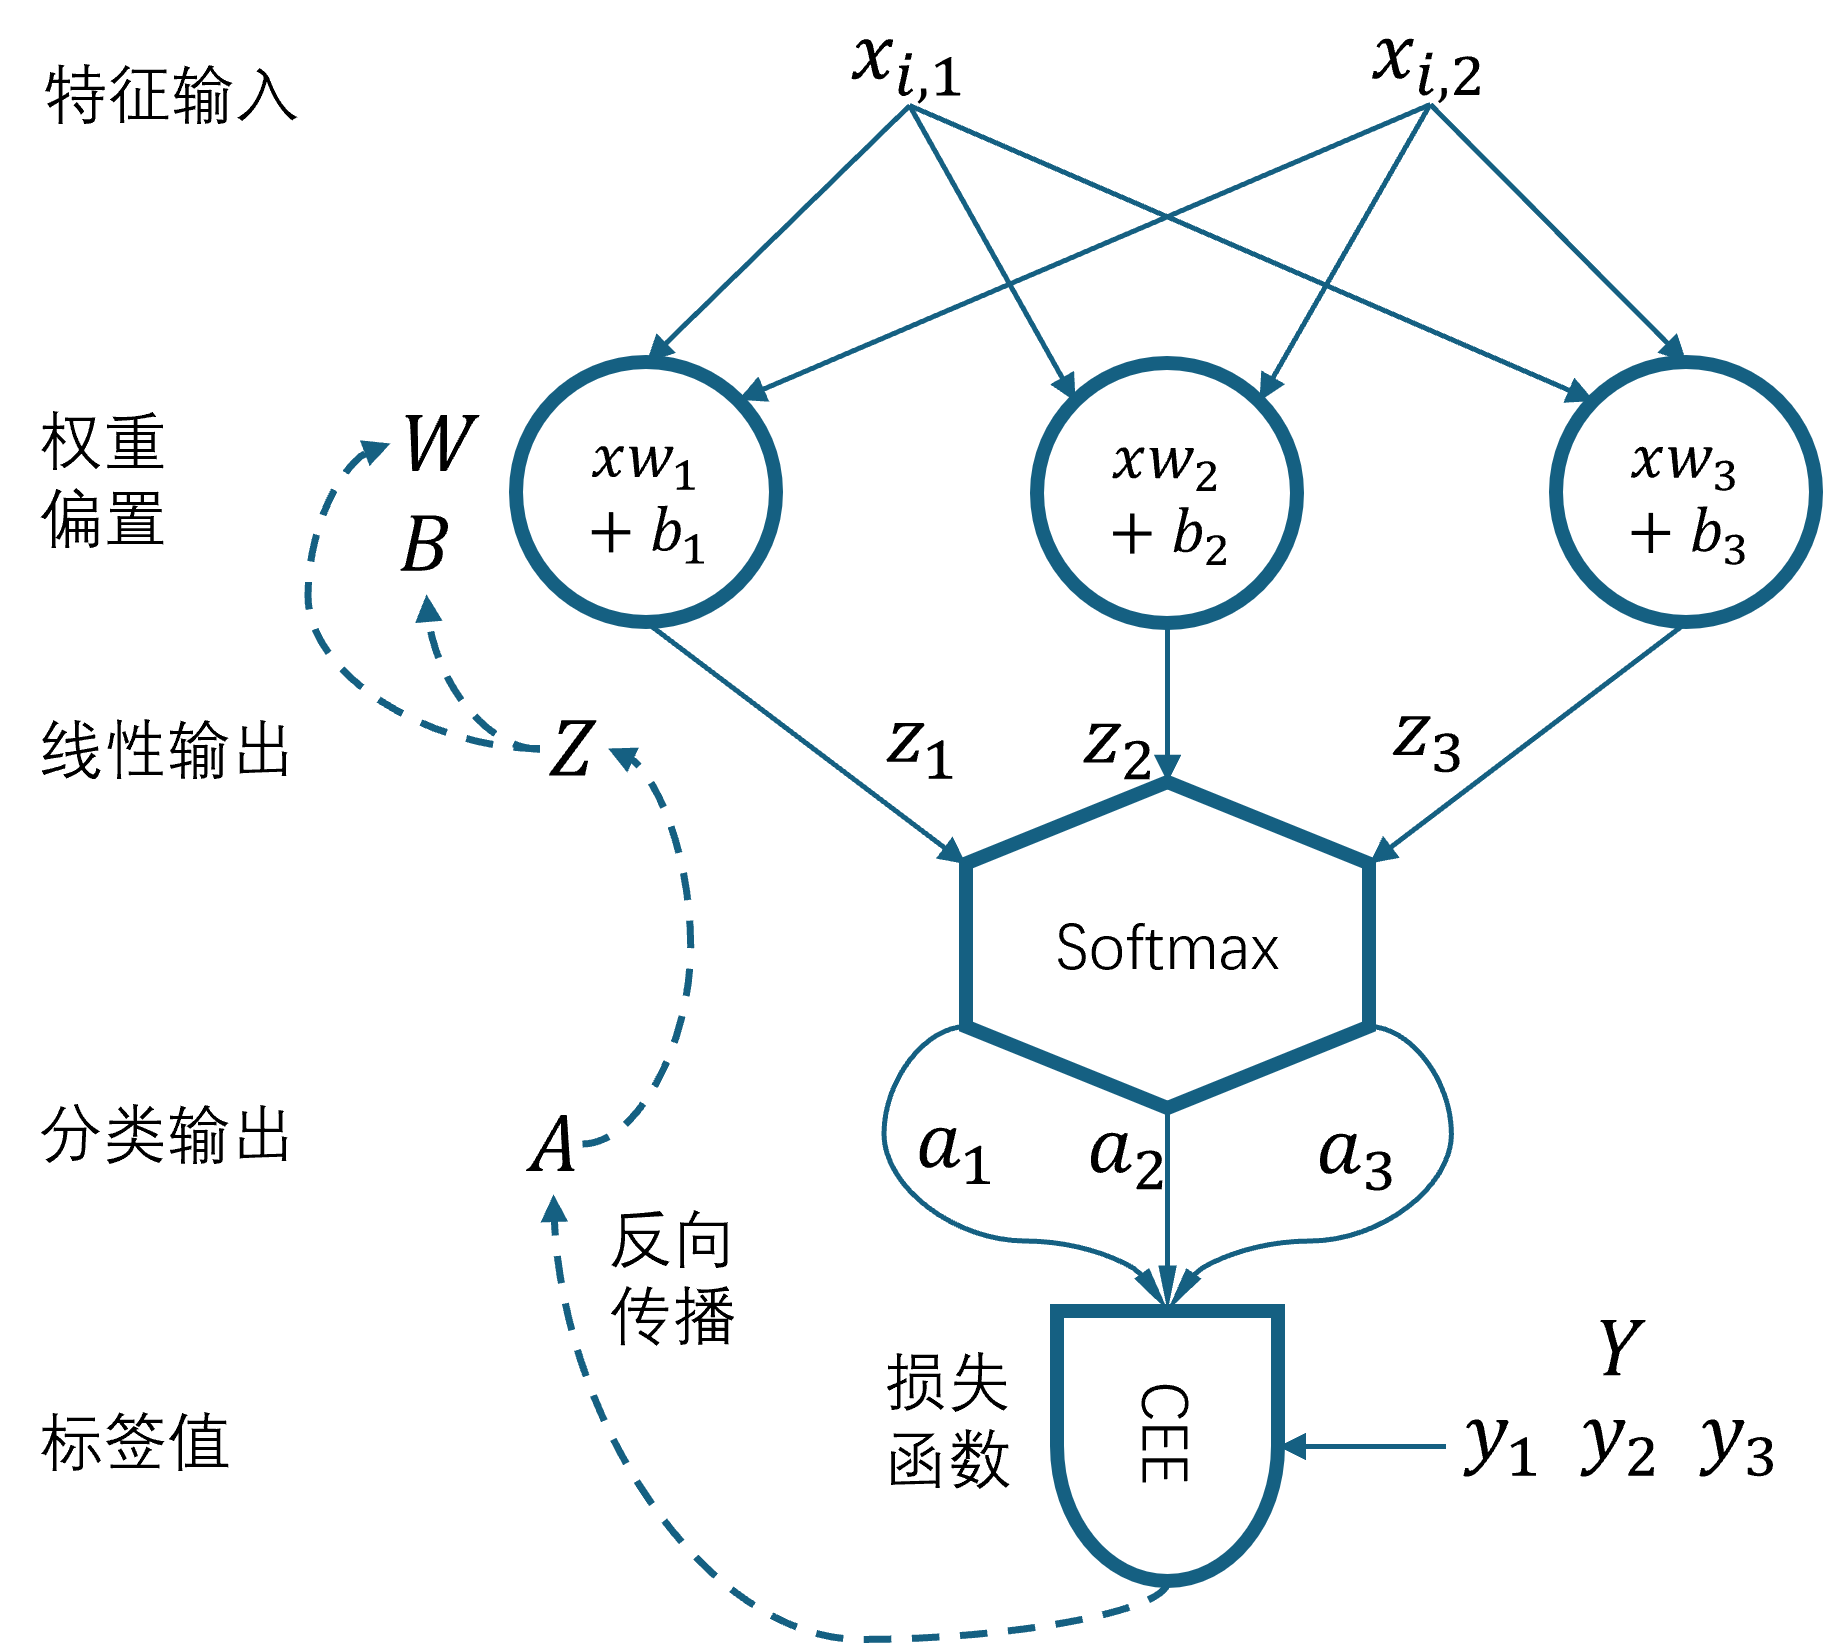 特征输入
x_{i,1}
x_{i,2}
权重
偏置
W
B
xw_1
+ b_1
xw_2
+ b_2
xw_3
+ b_3
线性输出
Z
z_1
z_2
z_3
Softmax
分类输出
A
a_1
a_2
a_3
反向
传播
标签值
损失
函数
CEE
Y
y_1 y_2 y_3